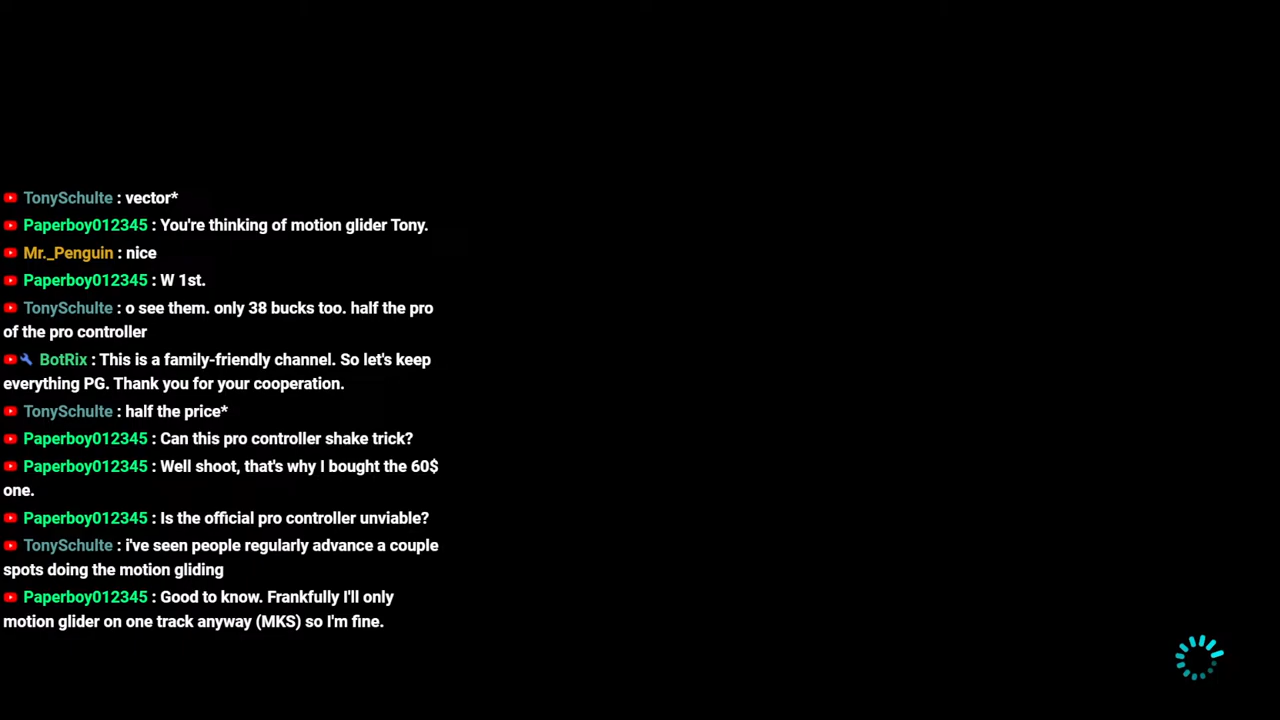 TonySchulte : vector*
Paperboy012345 : You're thinking of motion glider Tony.
Mr._Penguin : nice
Paperboy012345 : W 1st.
TonySchulte : o see them. only 38 bucks too. half the pro
of the pro controller
BotRix : This is a family-friendly channel. So let's keep
everything PG. Thank you for your cooperation.
TonySchulte : half the price*
Paperboy012345 : Can this pro controller shake trick?
Paperboy012345 : Well shoot, that's why I bought the 60$
one.
Paperboy012345 : Is the official pro controller unviable?
TonySchulte : i've seen people regularly advance a couple
spots doing the motion gliding
Paperboy012345 : Good to know. Frankfully I'll only
motion glider on one track anyway (MKS) so I'm fine.